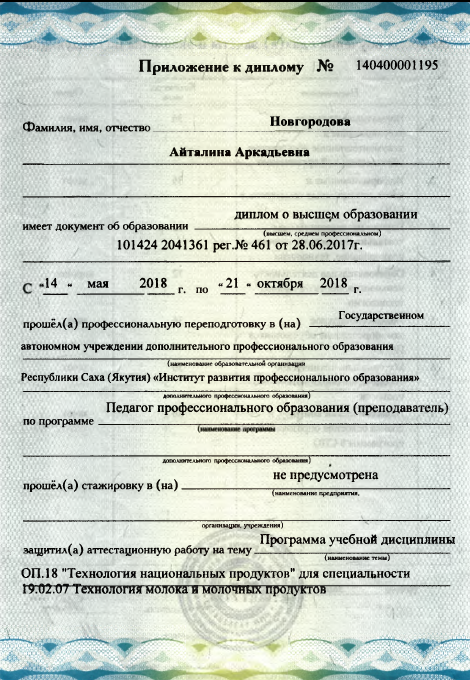 Приложение к диплому № 140400001195
Новгородова
Фамилия, имя, отчество
Айталина Аркадьевна
диплом о высшем образовании
имеет документ об образовании
(высшем, среднем профессиональном)
101424 2041361 рег.№ 461 от 28.06.2017г.
С "14 " мая 2018 г. по "21 " октября 2018 г.
Государственном
прошёл(а) профессиональную переподготовку в (на)
автономном учреждении дополнительного профессионального образования
(наименование образовательной организации
Республики Саха (Якутия) «Институт развития профессионального образования»
дополнительного профессионального образования)
Педагог профессионального образования (преподаватель)
по программе
(наименование программы
дополнительного профессионального образования)
не предусмотрена
прошёл(а) стажировку в (на)
(наименование предприятия,
организации, учреждения)
Программа учебной дисциплины
защитил(а) аттестационную работу на тему
(наименование темы)
ОП.18 "Технология национальных продуктов" для специальности
19.02.07 Технология молока и молочных продуктов